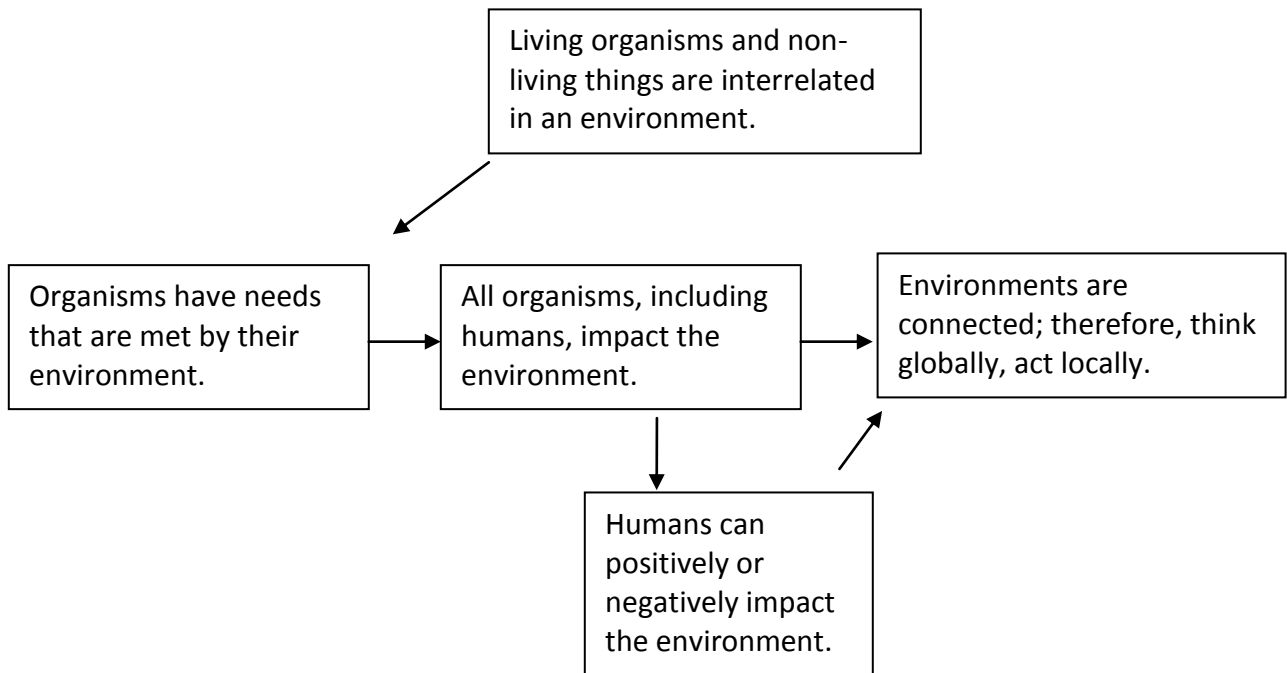 Living organisms and non-
living things are interrelated
in an environment.
Organisms have needs
that are met by their
environment.
All organisms, including
humans, impact the
environment.
Environments are
connected; therefore, think
globally, act locally.
Humans can
positively or
negatively impact
the environment.